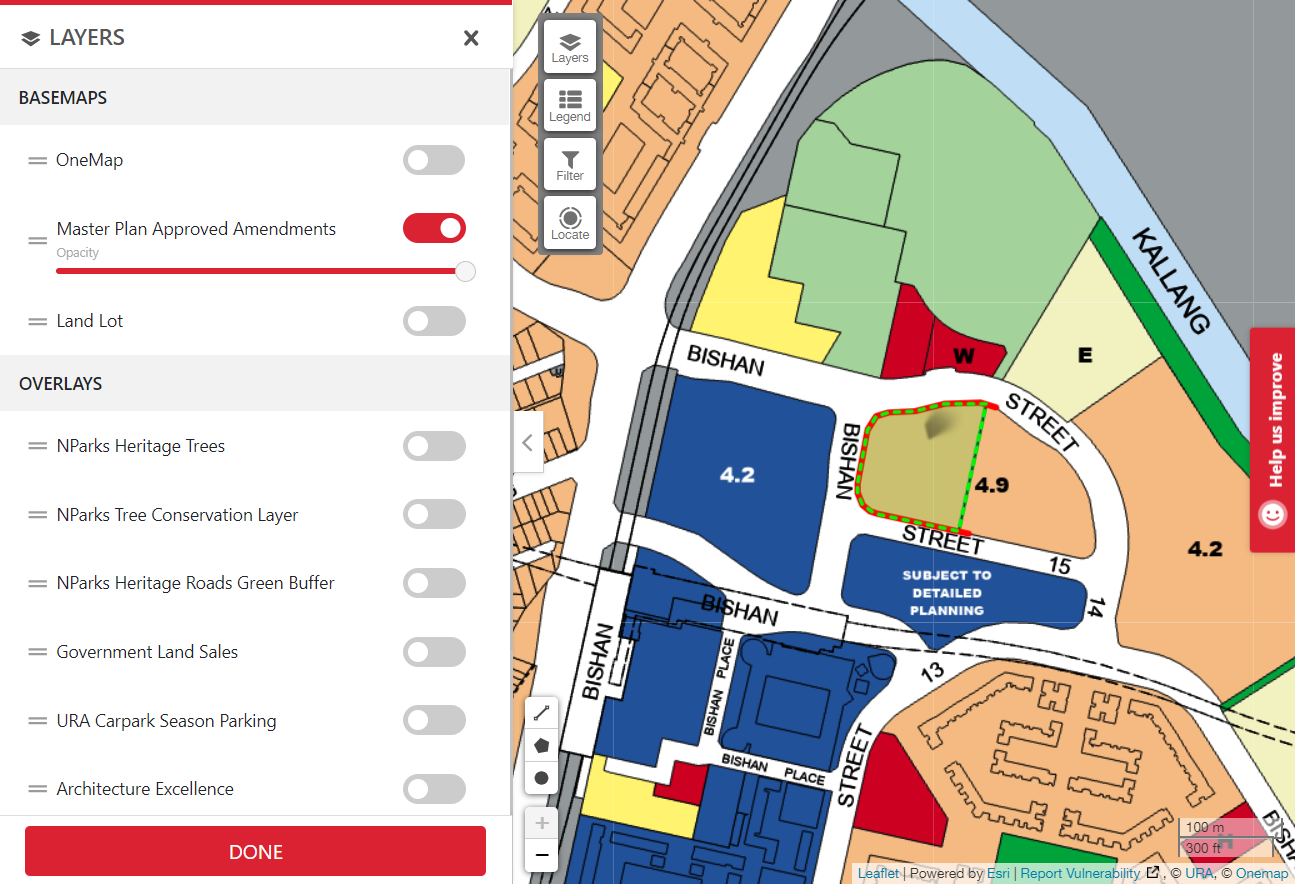 LAYERS
BASEMAPS
OneMap
Master Plan Approved Amendments
Opacity
Land Lot
OVERLAYS
NParks Heritage Trees
NParks Tree Conservation Layer
NParks Heritage Roads Green Buffer
Government Land Sales
URA Carpark Season Parking
Architecture Excellence
DONE
Layers
Legend
Filter
Locate
KALLANG
BISHAN
W
E
STREET
BISHAN
4.2
4.9
STREET
15
14
4.2
SUBJECT TO
DETAILED
PLANNING
BISHAN
BISHAN
BISHAN PLACE
13
STREET
BISHAN PLACE
H
100 m
300 ft
Help us improve
Leaflet | Powered by Esri | Report Vulnerability , © URA, © Onemap